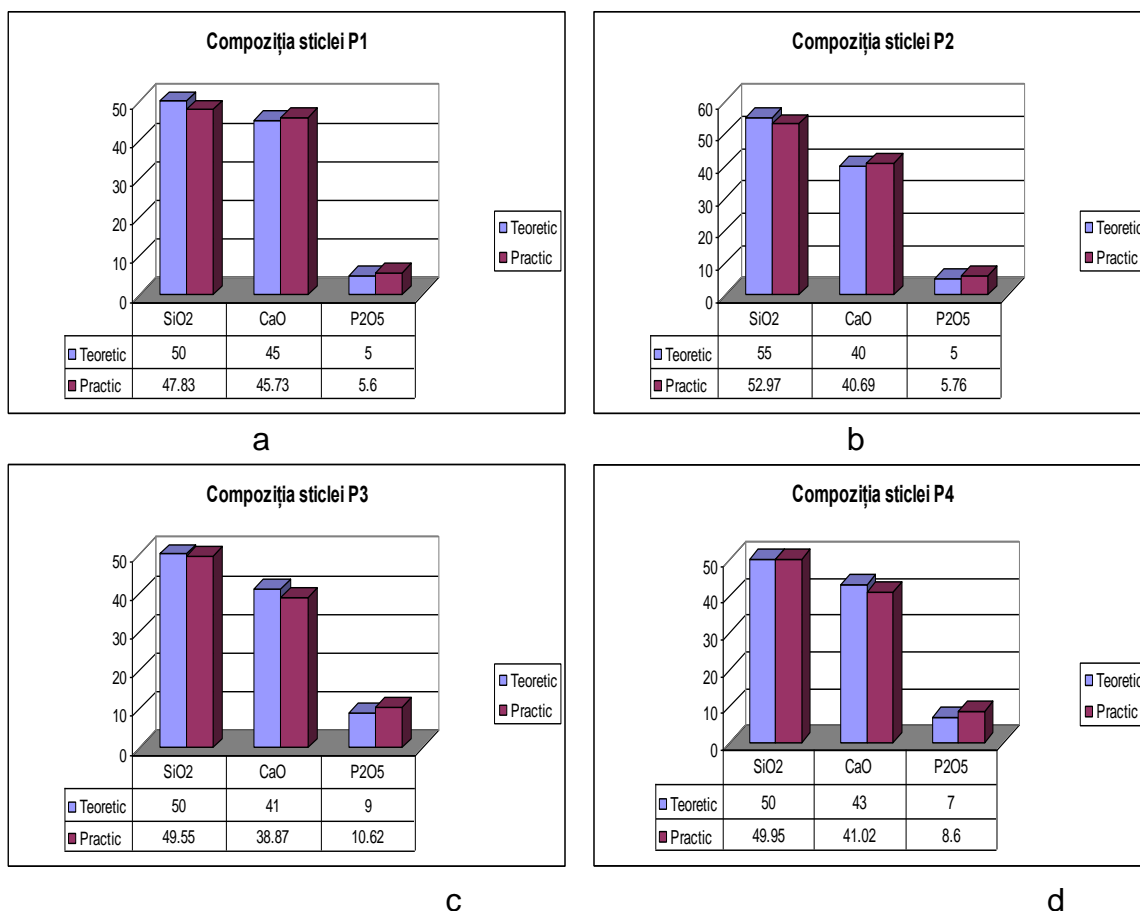 Compoziția sticlei P1
50
40
30
20
10
0
SiO2 CaO P2O5
Teoretic 50 45 5
Practic 47.83 45.73 5.6
Teoretic
Practic
a
Compoziția sticlei P2
60
50
40
30
20
10
0
SiO2 CaO P2O5
Teoretic 55 40 5
Practic 52.97 40.69 5.76
Teoretic
Practic
b
Compoziția sticlei P3
50
40
30
20
10
0
SiO2 CaO P2O5
Teoretic 50 41 9
Practic 49.55 38.87 10.62
Teoretic
Practic
c
Compoziția sticlei P4
50
40
30
20
10
0
SiO2 CaO P2O5
Teoretic 50 43 7
Practic 49.95 41.02 8.6
Teoretic
Practic
d